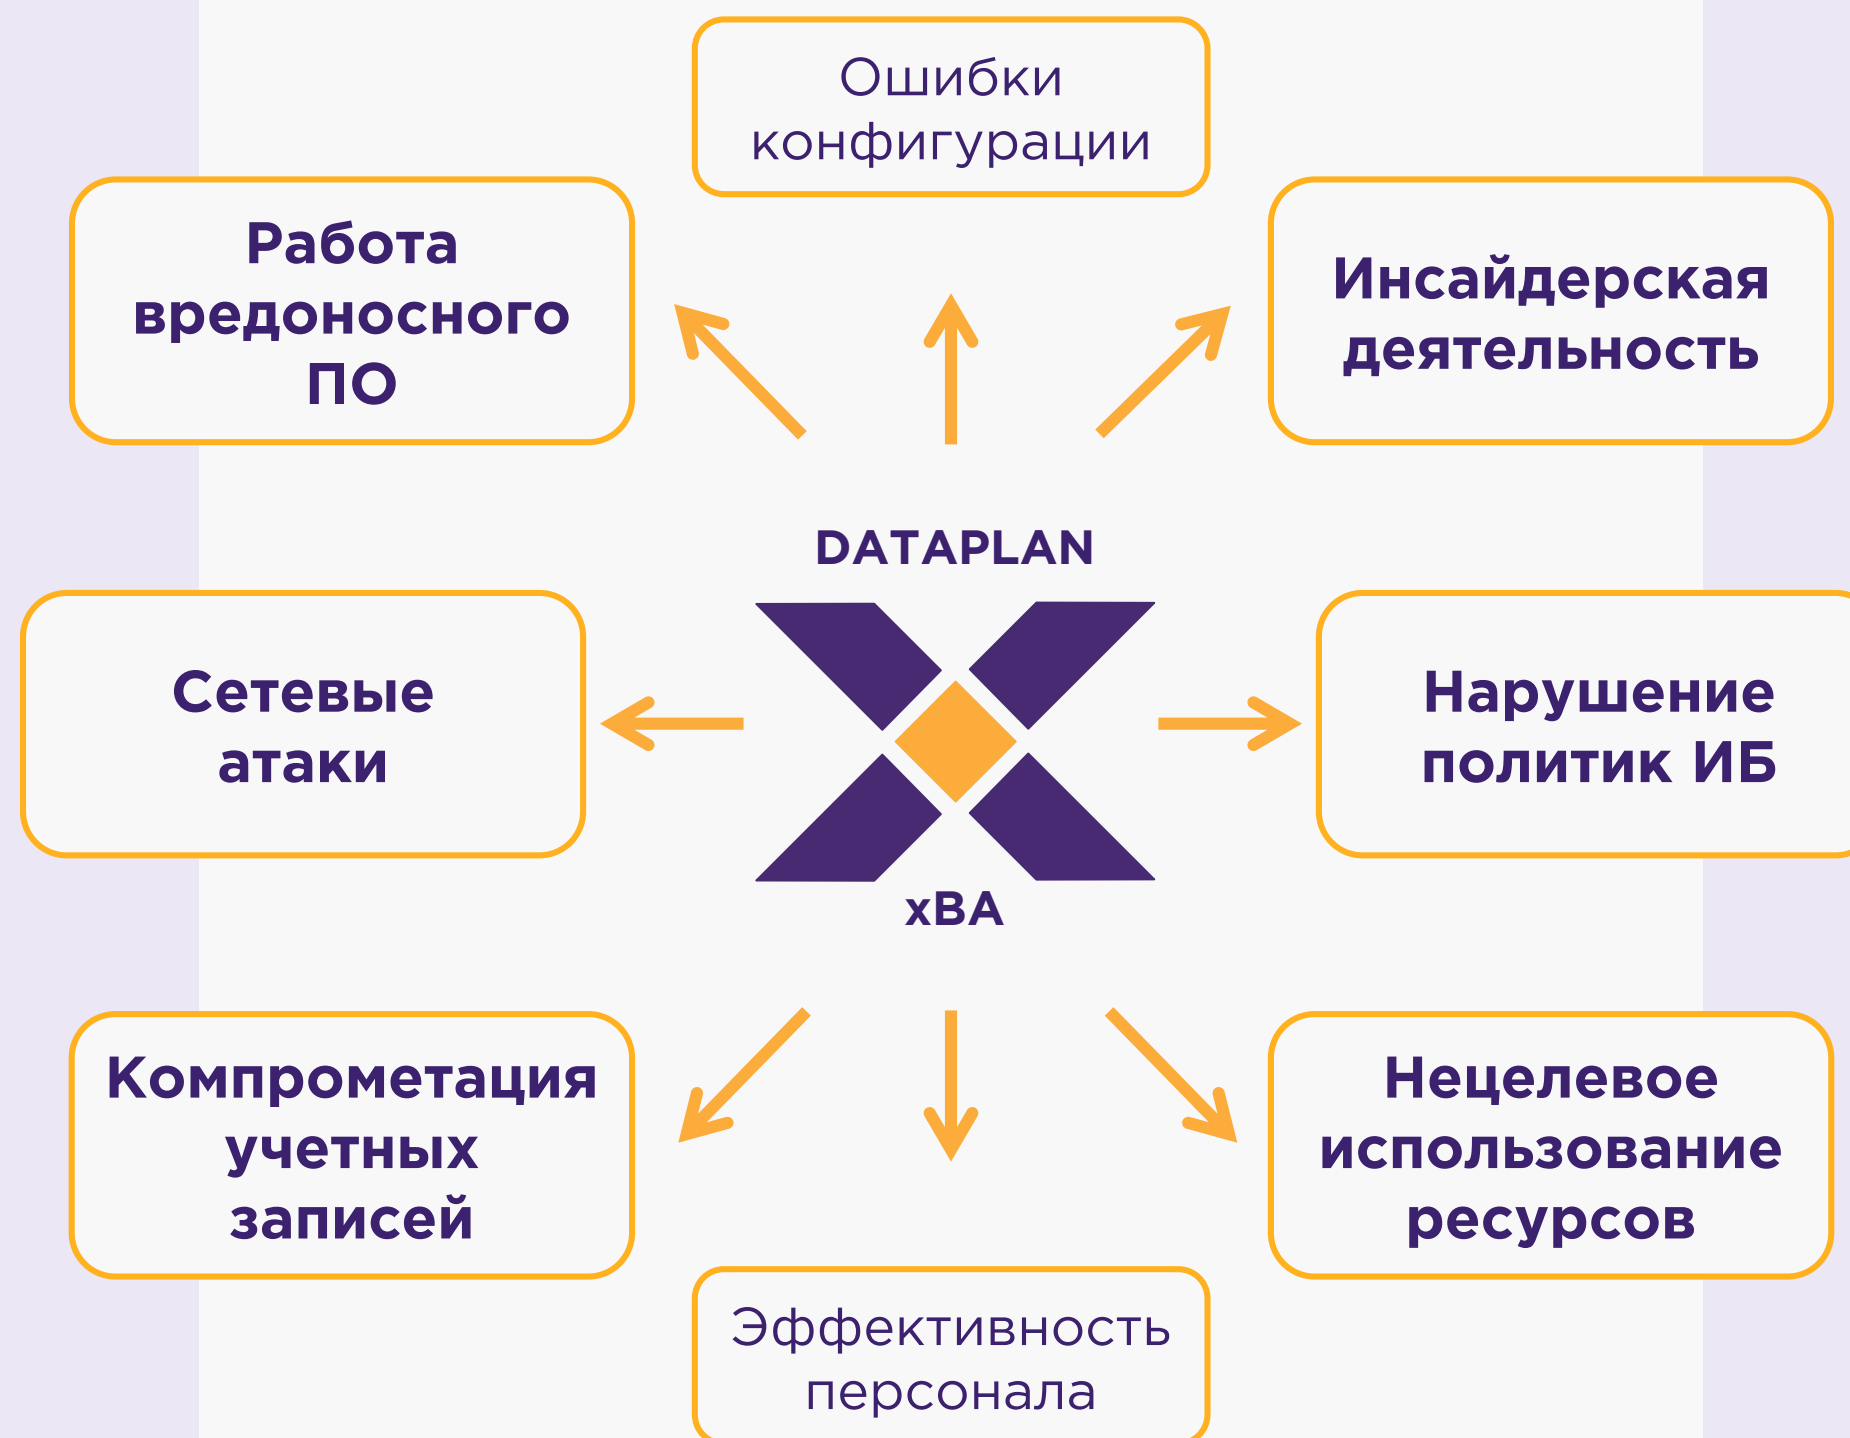 Ошибки
конфигурации
Работа
вредоносного
ПО
Инсайдерская
деятельность
DATAPLAN
Сетевые
атаки
Нарушение
политик ИБ
xBA
Компрометация
учетных
записей
Нецелевое
использование
ресурсов
Эффективность
персонала